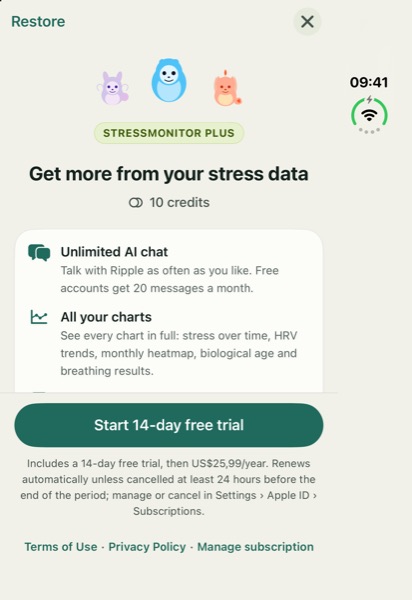 Restore
09:41
STRESSMONITOR PLUS
Get more from your stress data
10 credits
Unlimited AI chat
Talk with Ripple as often as you like. Free
accounts get 20 messages a month.
All your charts
See every chart in full: stress over time, HRV
trends, monthly heatmap, biological age and
breathing results.
Start 14-day free trial
Includes a 14-day free trial, then US$25,99/year. Renews
automatically unless cancelled at least 24 hours before the
end of the period; manage or cancel in Settings › Apple ID ›
Subscriptions.
Terms of Use · Privacy Policy · Manage subscription